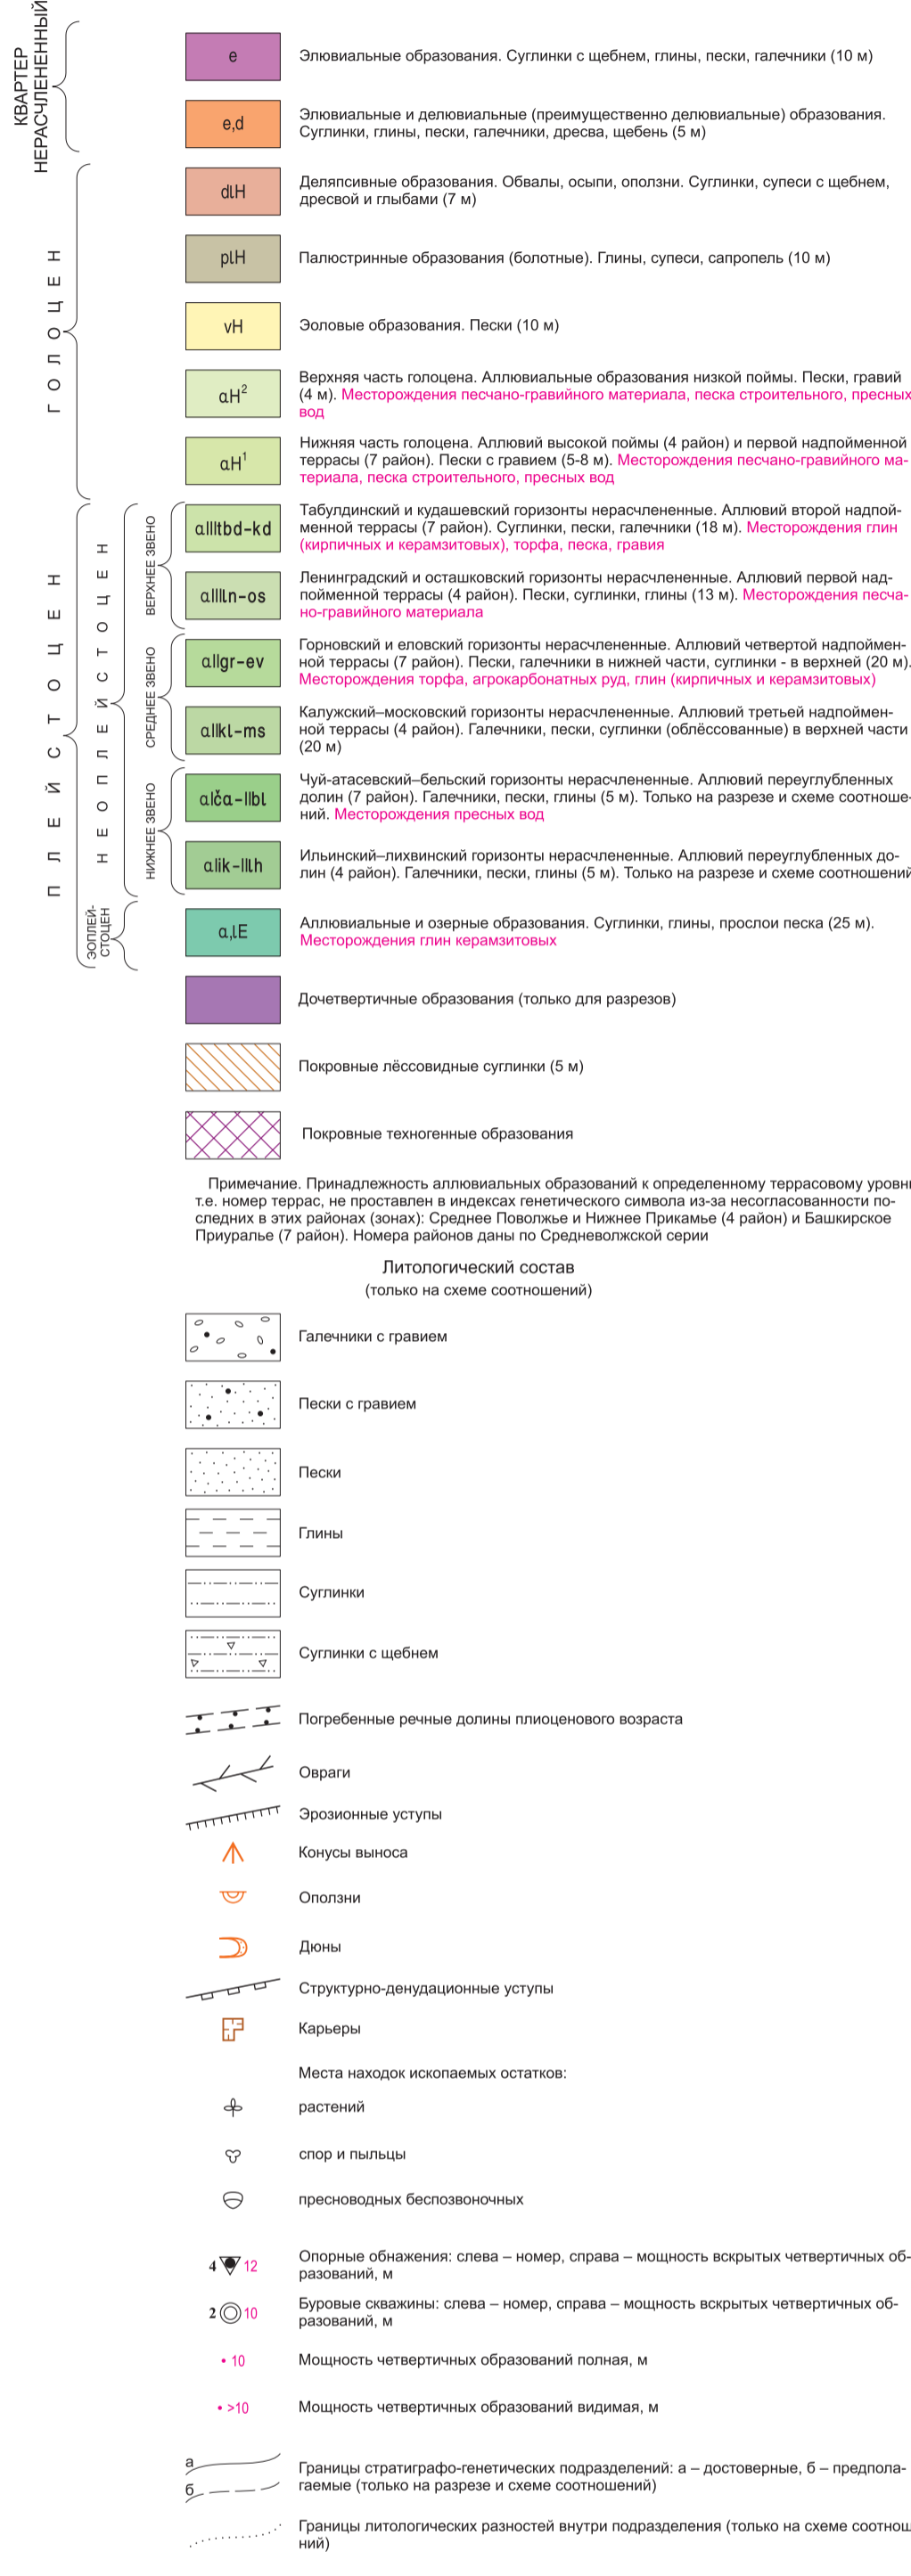 КВАРТЕР
НЕРАСЧЛЕНЕННЫЙ
e
Элювиальные образования. Суглинки с щебнем, глины, пески, галечники (10 м)
e,d
Элювиальные и делювиальные (преимущественно делювиальные) образования.
Суглинки, глины, пески, галечники, дресва, щебень (5 м)
ГОЛОЦЕН
dlH
Деляпсивные образования. Обвалы, осыпи, оползни. Суглинки, супеси с щебнем,
дресвой и глыбами (7 м)
plH
Палюстринные образования (болотные). Глины, супеси, сапропель (10 м)
vH
Эоловые образования. Пески (10 м)
aH²
Верхняя часть голоцена. Аллювиальные образования низкой поймы. Пески, гравий
(4 м). Месторождения песчано-гравийного материала, песка строительного, пресных
вод
aH¹
Нижняя часть голоцена. Аллювий высокой поймы (4 район) и первой надпойменной
террасы (7 район). Пески с гравием (5-8 м). Месторождения песчано-гравийного ма-
териала, песка строительного, пресных вод
ПЛЕЙСТОЦЕН
НЕОПЛЕЙСТОЦЕН
ВЕРХНЕЕ ЗВЕНО
aIIItbd-kd
Табулдинский и кудашевский горизонты нерасчлененные. Аллювий второй надпой-
менной террасы (7 район). Суглинки, пески, галечники (18 м). Месторождения глин
(кирпичных и керамзитовых), торфа, песка, гравия
aIIIln-os
Ленинградский и осташковский горизонты нерасчлененные. Аллювий первой над-
пойменной террасы (4 район). Пески, суглинки, глины (13 м). Месторождения песча-
но-гравийного материала
СРЕДНЕЕ ЗВЕНО
aIIgr-ev
Горновский и еловский горизонты нерасчлененные. Аллювий четвертой надпоймен-
ной террасы (7 район). Пески, галечники в нижней части, суглинки - в верхней (20 м).
Месторождения торфа, агрокарбонатных руд, глин (кирпичных и керамзитовых)
aIIkl-ms
Калужский–московский горизонты нерасчлененные. Аллювий третьей надпоймен-
ной террасы (4 район). Галечники, пески, суглинки (облёссованные) в верхней части
(20 м)
НИЖНЕЕ ЗВЕНО
aIča-IIbl
Чуй-атасевский–бельский горизонты нерасчлененные. Аллювий переуглубленных
долин (7 район). Галечники, пески, глины (5 м). Только на разрезе и схеме соотноше-
ний. Месторождения пресных вод
aIik-IIlh
Ильинский–лихвинский горизонты нерасчлененные. Аллювий переуглубленных до-
лин (4 район). Галечники, пески, глины (5 м). Только на разрезе и схеме соотношений
ЭОПЛЕЙ-
СТОЦЕН
a,lE
Аллювиальные и озерные образования. Суглинки, глины, прослои песка (25 м).
Месторождения глин керамзитовых
Дочетвертичные образования (только для разрезов)
Покровные лёссовидные суглинки (5 м)
Покровные техногенные образования
Примечание. Принадлежность аллювиальных образований к определенному террасовому уровн
т.е. номер террас, не проставлен в индексах генетического символа из-за несогласованности по-
следних в этих районах (зонах): Среднее Поволжье и Нижнее Прикамье (4 район) и Башкирское
Приуралье (7 район). Номера районов даны по Средневолжской серии
Литологический состав
(только на схеме соотношений)
Галечники с гравием
Пески с гравием
Пески
Глины
Суглинки
Суглинки с щебнем
Погребенные речные долины плиоценового возраста
Овраги
Эрозионные уступы
Конусы выноса
Оползни
Дюны
Структурно-денудационные уступы
Карьеры
Места находок ископаемых остатков:
растений
спор и пыльцы
пресноводных беспозвоночных
4 12
Опорные обнажения: слева – номер, справа – мощность вскрытых четвертичных об-
разований, м
2 10
Буровые скважины: слева – номер, справа – мощность вскрытых четвертичных об-
разований, м
10
Мощность четвертичных образований полная, м
>10
Мощность четвертичных образований видимая, м
а
б
Границы стратиграфо-генетических подразделений: а – достоверные, б – предпола-
гаемые (только на разрезе и схеме соотношений)
Границы литологических разностей внутри подразделения (только на схеме соотнош
ний)